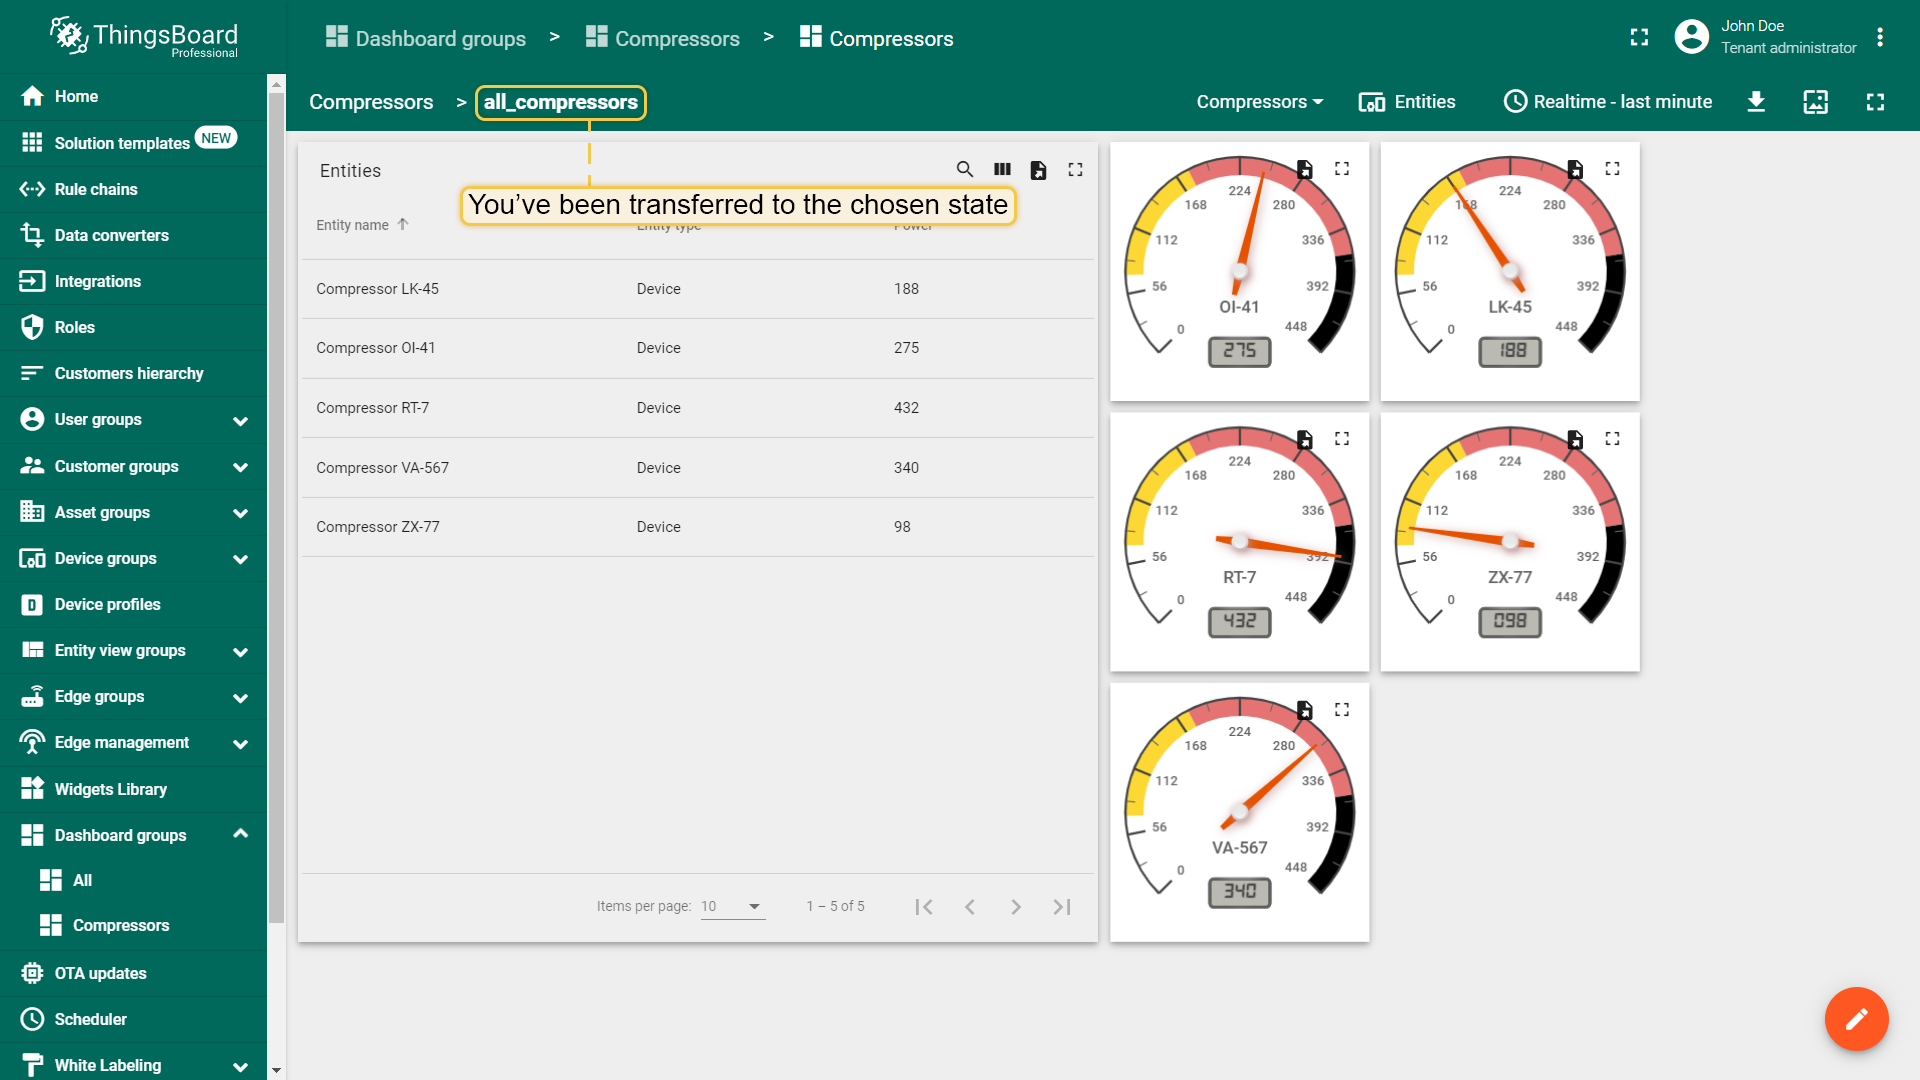 ThingsBoard
Professional
Dashboard groups > Compressors > Compressors
John Doe
Tenant administrator
Compressors > all_compressors
Compressors
Entities
Realtime - last minute
Home
Solution templates NEW
Rule chains
Data converters
Integrations
Roles
Customers hierarchy
User groups
Customer groups
Asset groups
Device groups
Device profiles
Entity view groups
Edge groups
Edge management
Widgets Library
Dashboard groups
All
Compressors
OTA updates
Scheduler
White Labeling
Entities
You've been transferred to the chosen state
Entity name Entity type Power
Compressor LK-45 Device 188
Compressor OI-41 Device 275
Compressor RT-7 Device 432
Compressor VA-567 Device 340
Compressor ZX-77 Device 98
Items per page: 10 1 – 5 of 5
0 56 112 168 224 280 336 392 448
OI-41
275
0 56 112 168 224 280 336 392 448
LK-45
188
0 56 112 168 224 280 336 392 448
RT-7
432
0 56 112 168 224 280 336 392 448
ZX-77
098
0 56 112 168 224 280 336 392 448
VA-567
340